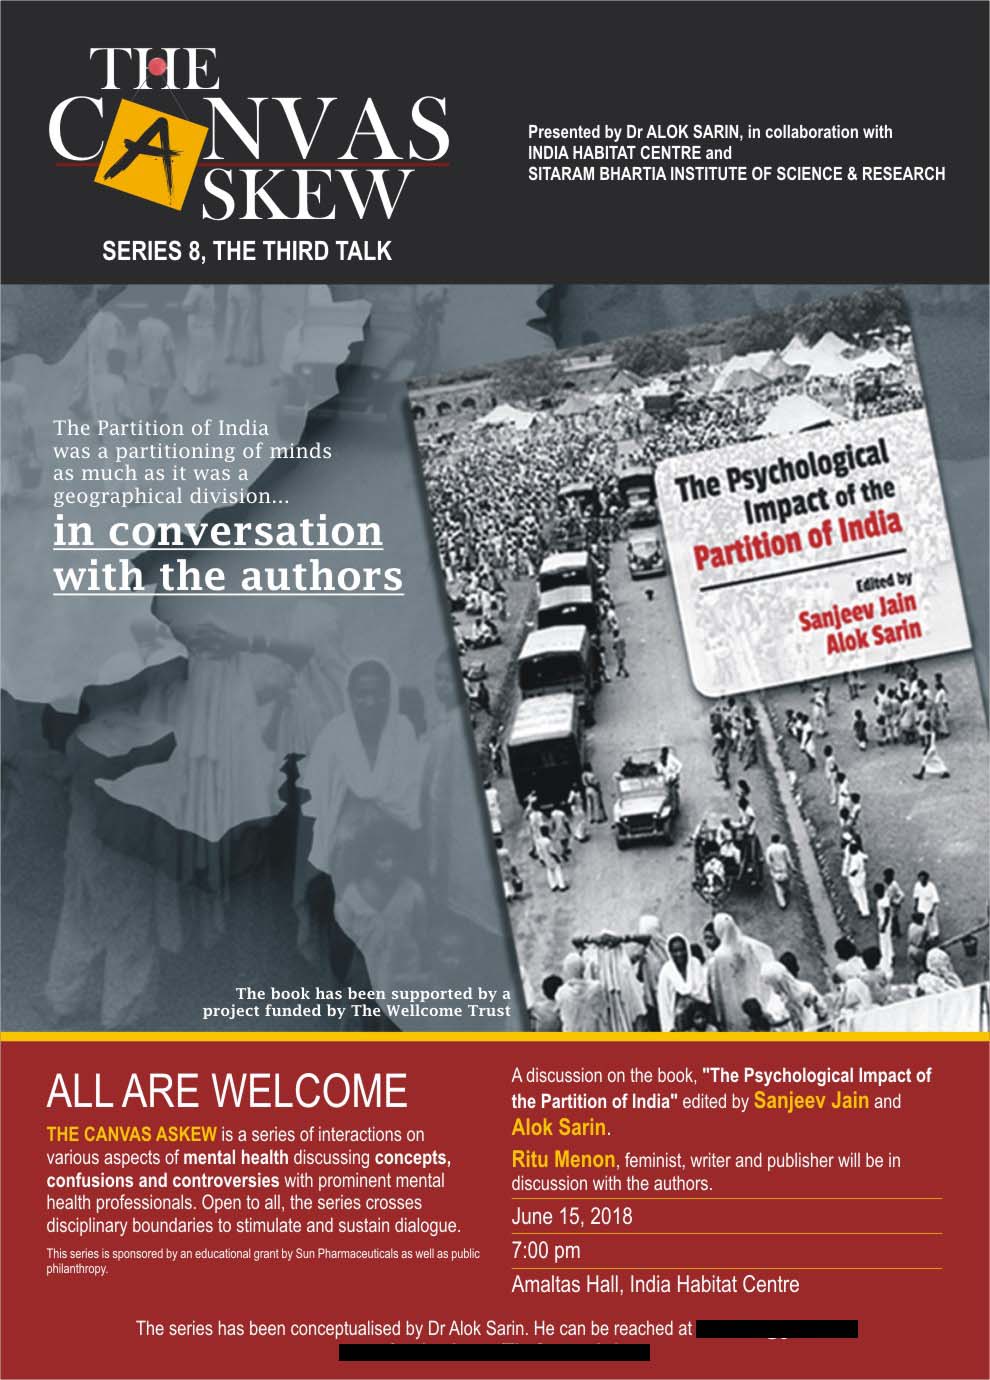 THE
CANVAS
ASKEW
SERIES 8, THE THIRD TALK
Presented by Dr ALOK SARIN, in collaboration with
INDIA HABITAT CENTRE and
SITARAM BHARTIA INSTITUTE OF SCIENCE & RESEARCH
The Partition of India
was a partitioning of minds
as much as it was a
geographical division...
in conversation
with the authors
The Psychological
Impact of the
Partition of India
Edited by
Sanjeev Jain
Alok Sarin
The book has been supported by a
project funded by The Wellcome Trust
ALL ARE WELCOME
THE CANVAS ASKEW is a series of interactions on
various aspects of mental health discussing concepts,
confusions and controversies with prominent mental
health professionals. Open to all, the series crosses
disciplinary boundaries to stimulate and sustain dialogue.
This series is sponsored by an educational grant by Sun Pharmaceuticals as well as public
philanthropy.
A discussion on the book, "The Psychological Impact of
the Partition of India" edited by Sanjeev Jain and
Alok Sarin.
Ritu Menon, feminist, writer and publisher will be in
discussion with the authors.
June 15, 2018
7:00 pm
Amaltas Hall, India Habitat Centre
The series has been conceptualised by Dr Alok Sarin. He can be reached at